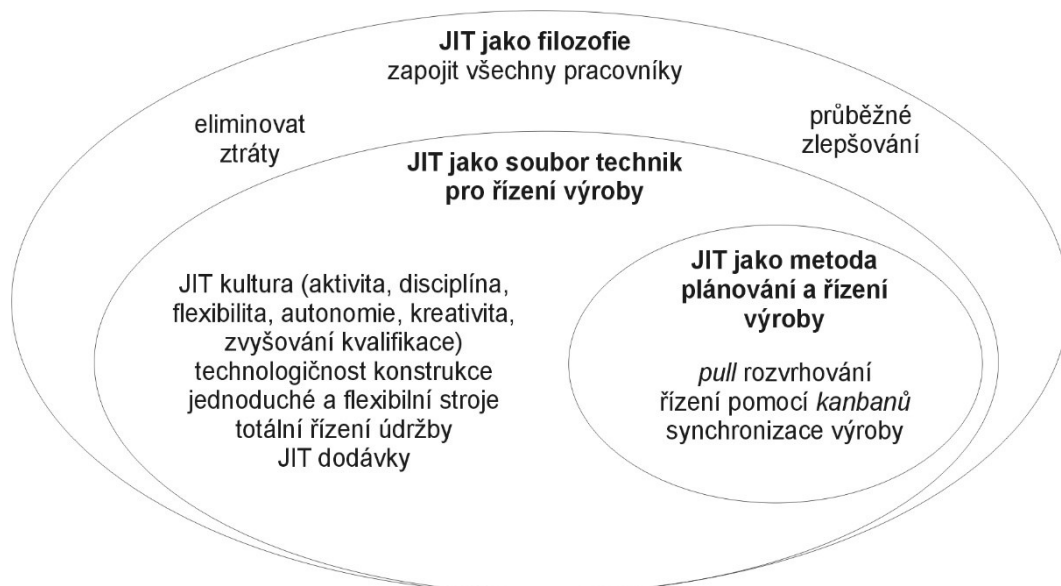 JIT jako filozofie
zapojit všechny pracovníky
eliminovat
ztráty
průběžné
zlepšování
JIT jako soubor technik
pro řízení výroby
JIT kultura (aktivita, disciplína,
flexibilita, autonomie, kreativita,
zvyšování kvalifikace)
technologičnost konstrukce
jednoduché a flexibilní stroje
totální řízení údržby
JIT dodávky
JIT jako metoda
plánování a řízení
výroby
pull rozvrhování
řízení pomocí kanbanů
synchronizace výroby